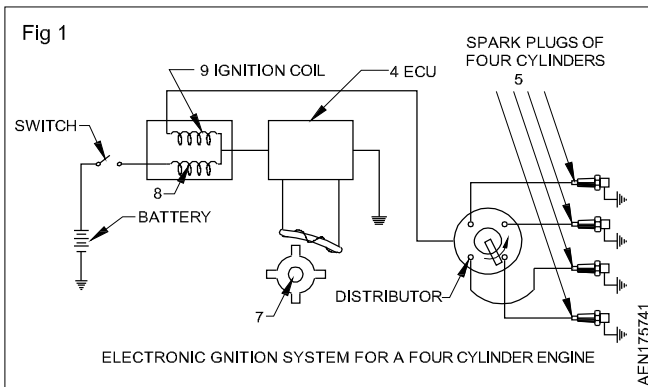 Fig 1
SPARK PLUGS OF
FOUR CYLINDERS
5
9 IGNITION COIL
4 ECU
SWITCH
8
BATTERY
7
DISTRIBUTOR
ELECTRONIC GNITION SYSTEM FOR A FOUR CYLINDER ENGINE
AEN175741